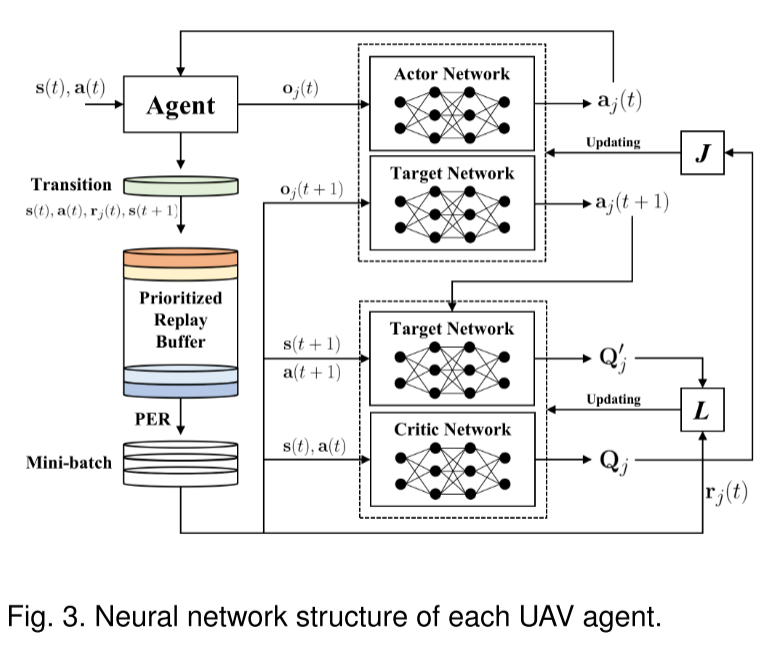 s(t), a(t)
Agent
o_j(t)
Actor Network
a_j(t)
Updating
J
Transition
s(t), a(t), r_j(t), s(t + 1)
o_j(t + 1)
Target Network
a_j(t + 1)
Prioritized
Replay
Buffer
s(t + 1)
a(t + 1)
Target Network
Q′_j
Updating
L
PER
Mini-batch
s(t), a(t)
Critic Network
Q_j
r_j(t)
Fig. 3. Neural network structure of each UAV agent.